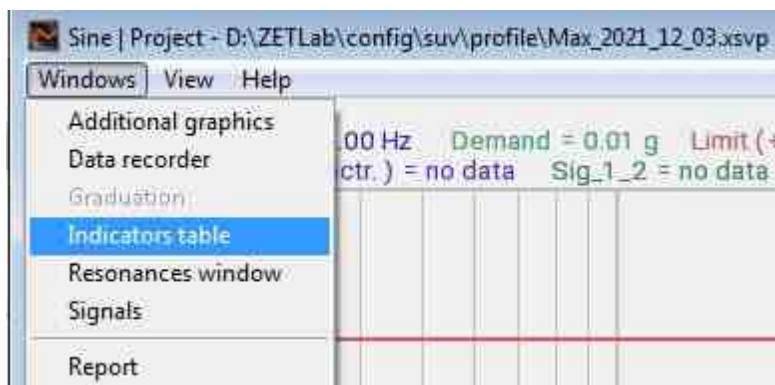 Sine | Project - D:\ZETLab\config\suv\profile\Max_2021_12_03.xsvp
Windows View Help
Additional graphics
.00 Hz Demand = 0.01 g Limit (
Data recorder
ctr. ) = no data Sig_1_2 = no data
Graduation
Indicators table
Resonances window
Signals
Report